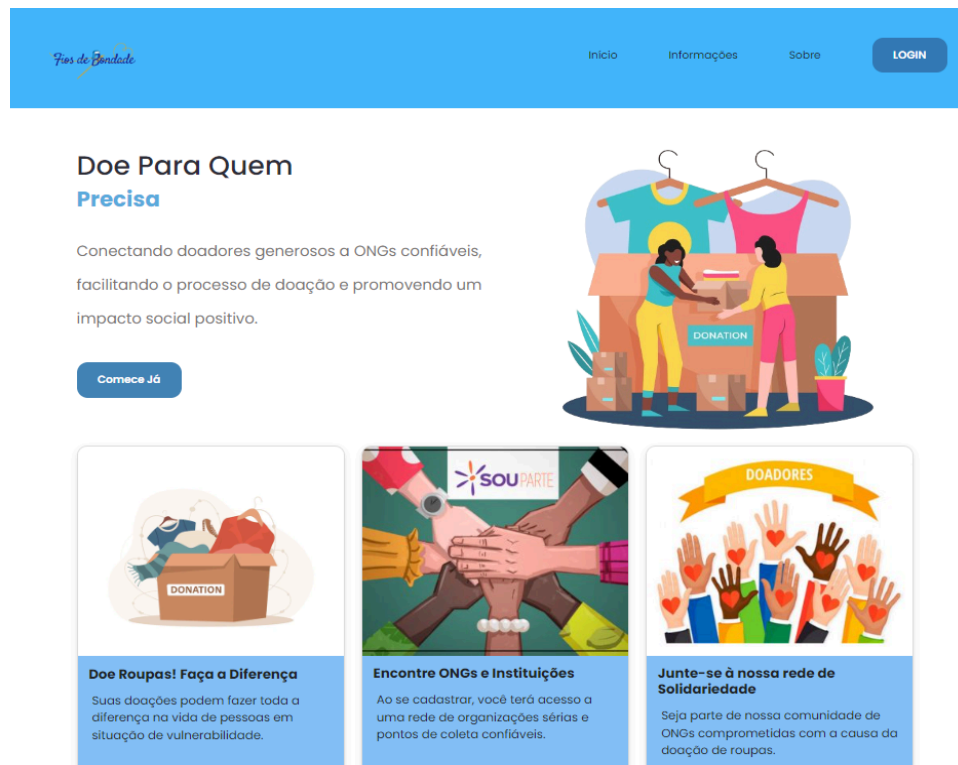 Fios de Bondade
Início
Informações
Sobre
LOGIN
Doe Para Quem
Precisa
Conectando doadores generosos a ONGs confiáveis,
facilitando o processo de doação e promovendo um
impacto social positivo.
Comece Já
DONATION
DONATION
SOUPARTE
DOADORES
Doe Roupas! Faça a Diferença
Suas doações podem fazer toda a
diferença na vida de pessoas em
situação de vulnerabilidade.
Encontre ONGs e Instituições
Ao se cadastrar, você terá acesso a
uma rede de organizações sérias e
pontos de coleta confiáveis.
Junte-se à nossa rede de
Solidariedade
Seja parte de nossa comunidade de
ONGs comprometidas com a causa da
doação de roupas.